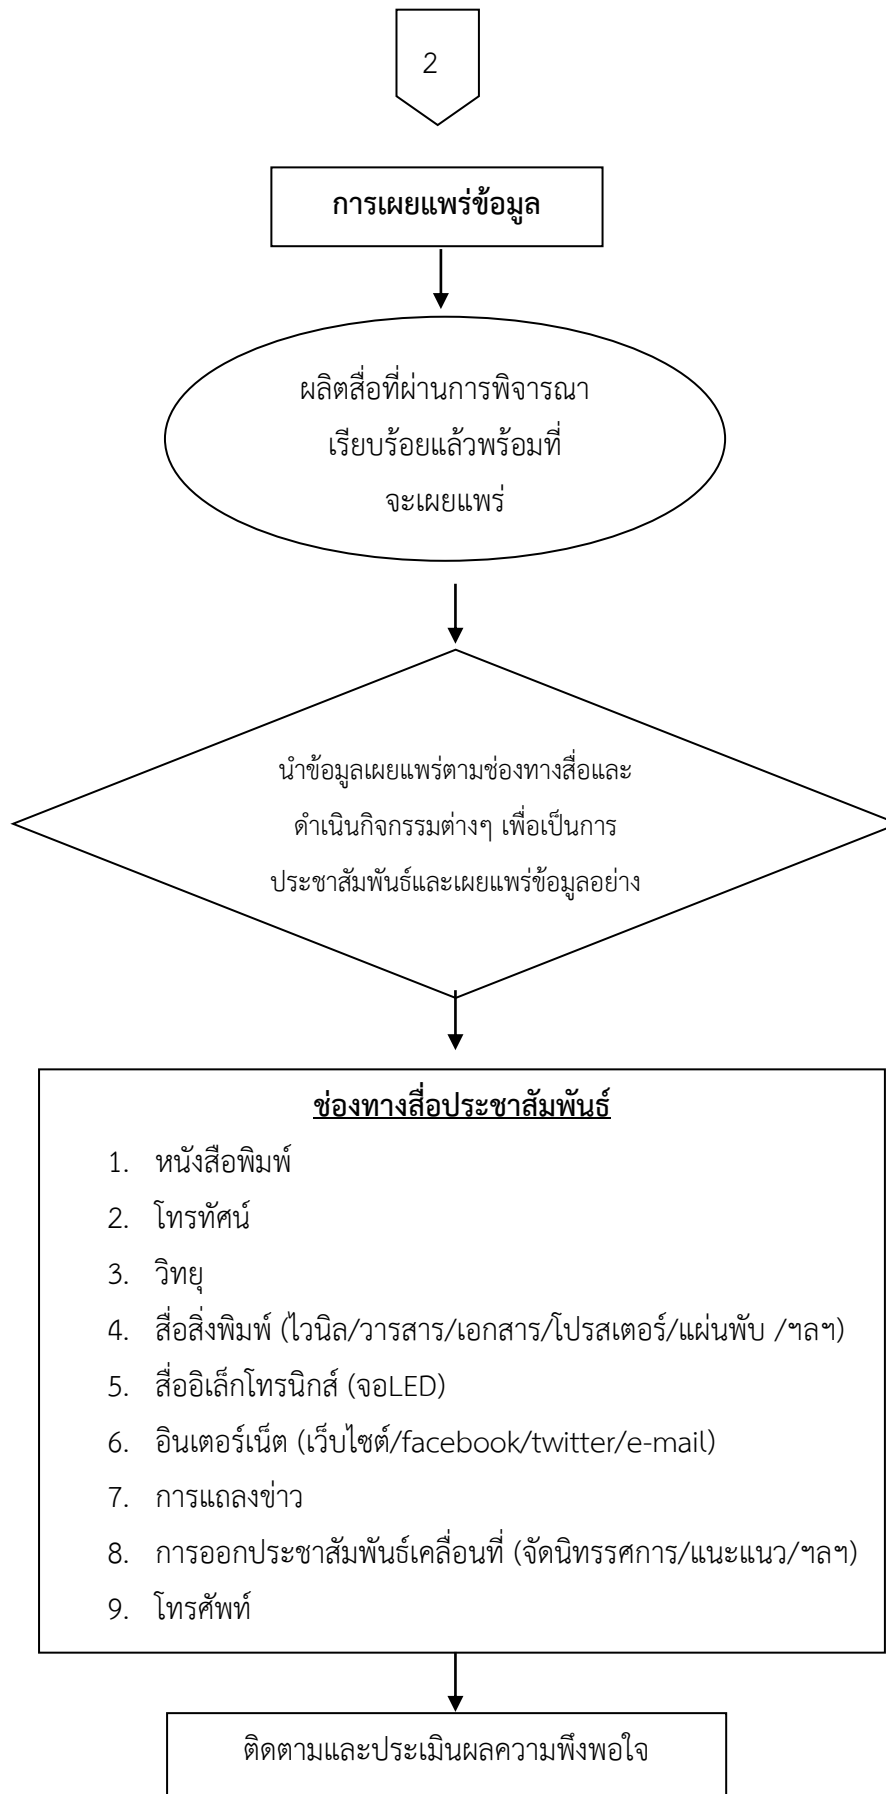 2
การเผยแพร่ข้อมูล
ผลิตสื่อที่ผ่านการพิจารณา
เรียบร้อยแล้วพร้อมที่
จะเผยแพร่
นำข้อมูลเผยแพร่ตามช่องทางสื่อและ
ดำเนินกิจกรรมต่างๆ เพื่อเป็นการ
ประชาสัมพันธ์และเผยแพร่ข้อมูลอย่าง
ช่องทางสื่อประชาสัมพันธ์
1. หนังสือพิมพ์
2. โทรทัศน์
3. วิทยุ
4. สื่อสิ่งพิมพ์ (ไวนิล/วารสาร/เอกสาร/โปรสเตอร์/แผ่นพับ /ฯลฯ)
5. สื่ออิเล็กโทรนิกส์ (จอLED)
6. อินเตอร์เน็ต (เว็บไซต์/facebook/twitter/e-mail)
7. การแถลงข่าว
8. การออกประชาสัมพันธ์เคลื่อนที่ (จัดนิทรรศการ/แนะแนว/ฯลฯ)
9. โทรศัพท์
ติดตามและประเมินผลความพึงพอใจ